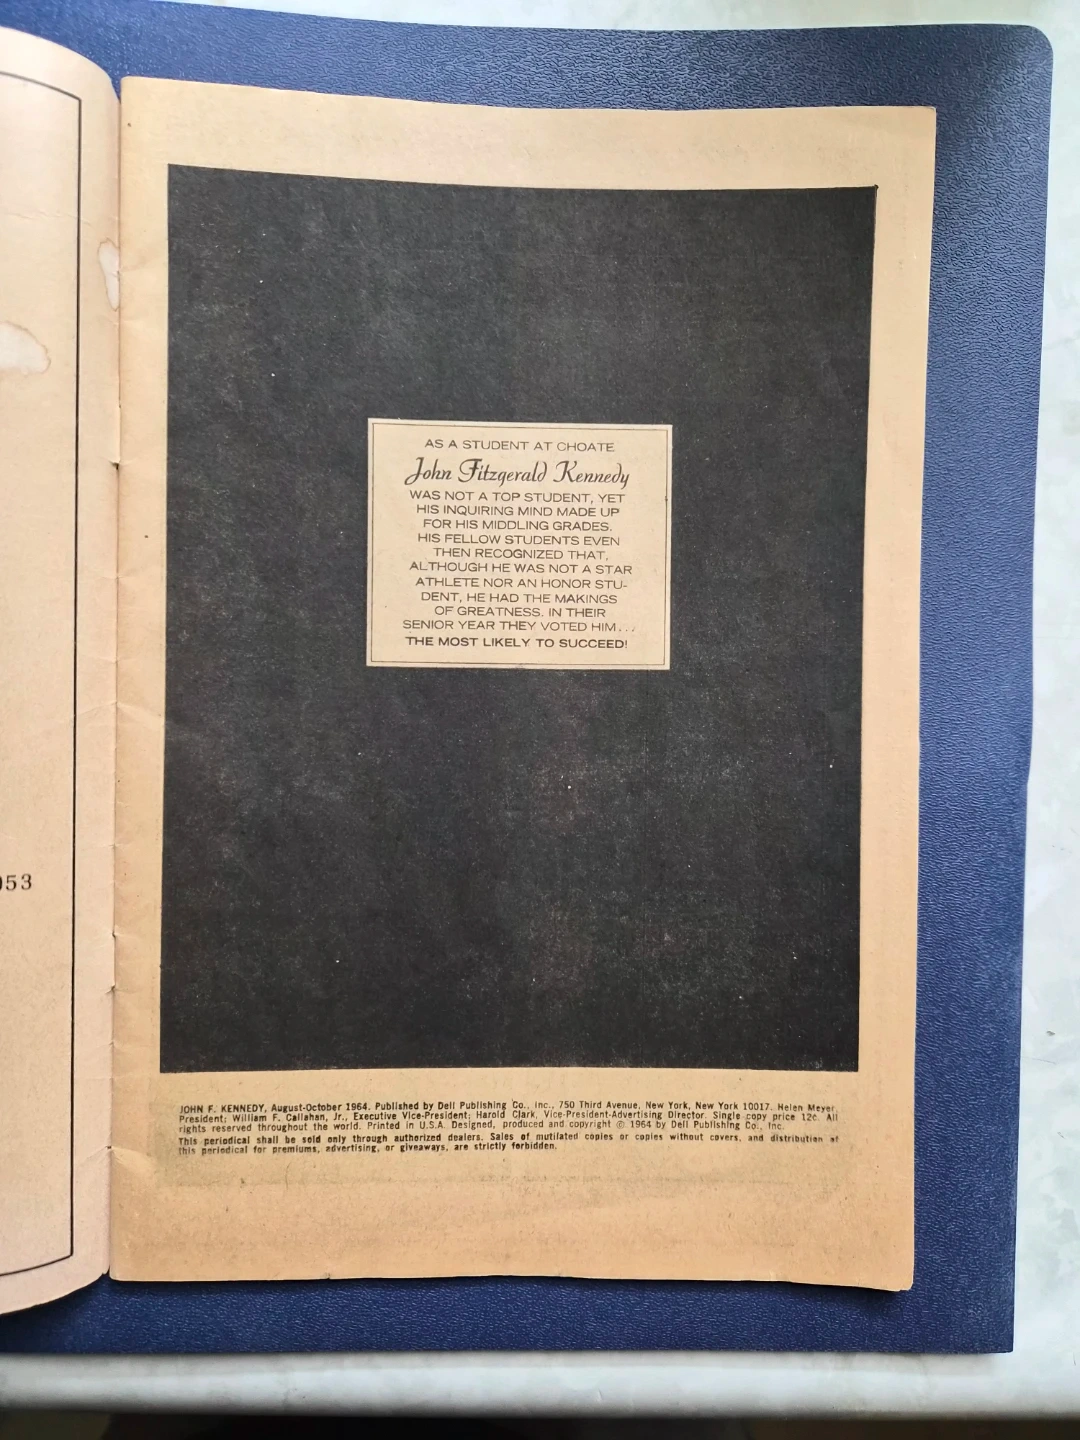 053
AS A STUDENT AT CHOATE
John Fitzgerald Kennedy
WAS NOT A TOP STUDENT, YET
HIS INQUIRING MIND MADE UP
FOR HIS MIDDLING GRADES.
HIS FELLOW STUDENTS EVEN
THEN RECOGNIZED THAT,
ALTHOUGH HE WAS NOT A STAR
ATHLETE NOR AN HONOR STU-
DENT, HE HAD THE MAKINGS
OF GREATNESS. IN THEIR
SENIOR YEAR THEY VOTED HIM...
THE MOST LIKELY TO SUCCEED!
JOHN F. KENNEDY, August-October 1964. Published by Dell Publishing Co., Inc., 750 Third Avenue, New York, New York 10017. Helen Meyer,
President; William F. Callahan, Jr., Executive Vice-President; Harold Clark, Vice-President-Advertising Director. Single copy price 12c. All
rights reserved throughout the world. Printed in U.S.A. Designed, produced and copyright © 1964 by Dell Publishing Co., Inc.
This periodical shall be sold only through authorized dealers. Sales of mutilated copies or copies without covers, and distribution of
this periodical for premiums, advertising, or giveaways, are strictly forbidden.